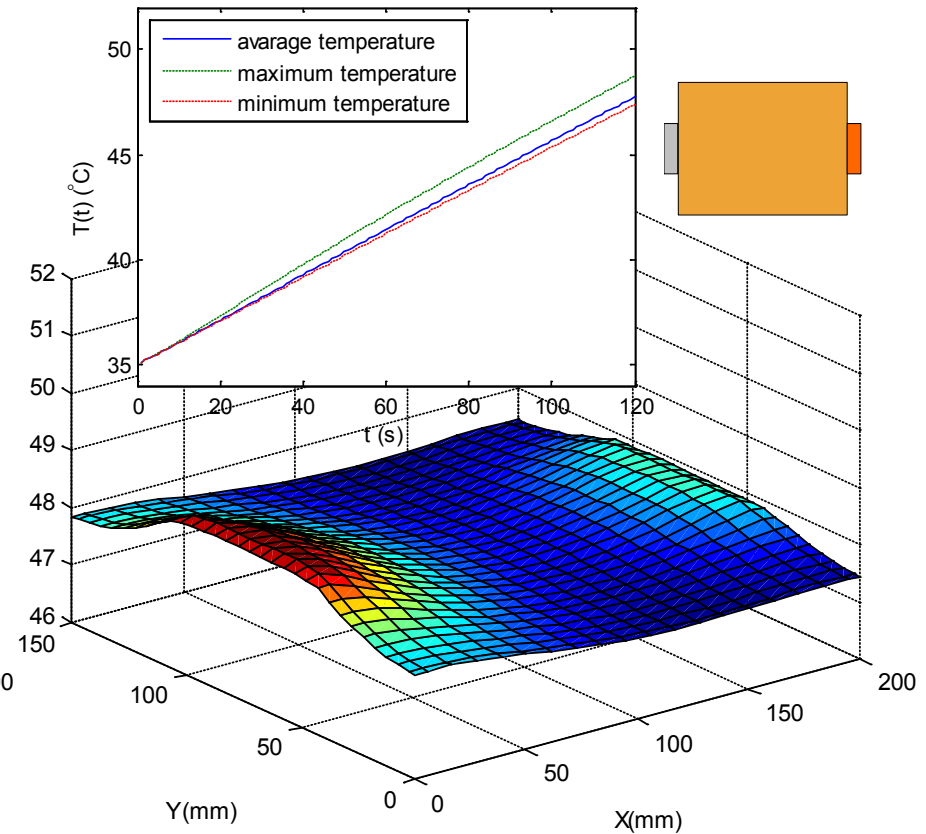 50
45
40
35
T(t) (°C)
avarage temperature
maximum temperature
minimum temperature
0 20 40 60 80 100 120
t (s)
52
51
50
49
48
47
46
150
100
50
0
00
Y(mm)
0
50
100
150
200
X(mm)